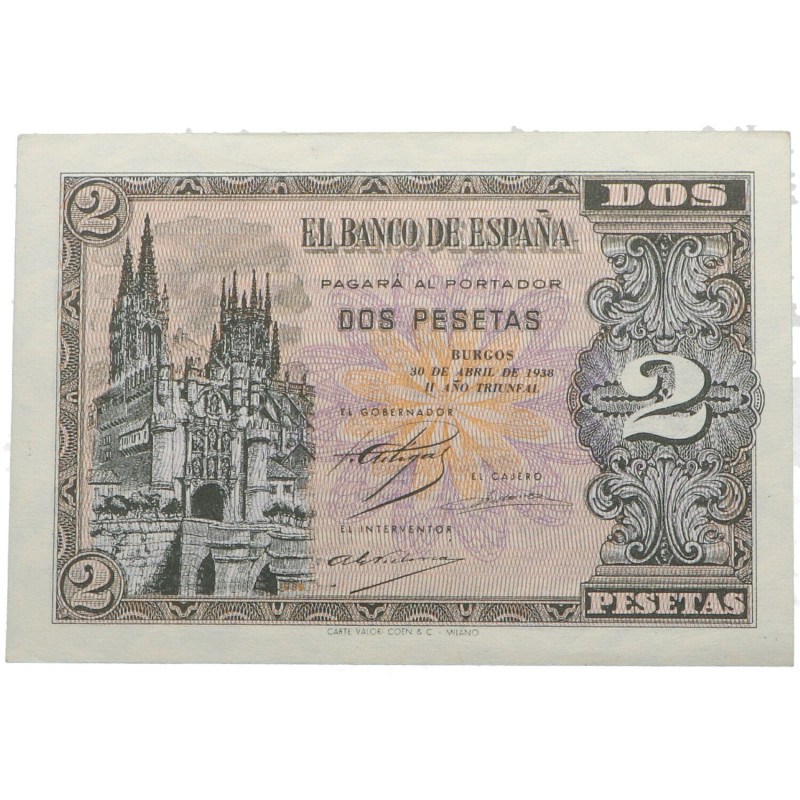 2
DOS
EL BANCO DE ESPAÑA
PAGARÁ AL PORTADOR
DOS PESETAS
BURGOS
30 DE ABRIL DE 1938
II AÑO TRIUNFAL
2
EL GOBERNADOR
EL CAJERO
EL INTERVENTOR
2
PESETAS
CARTE VALORI COEN & C. - MILANO